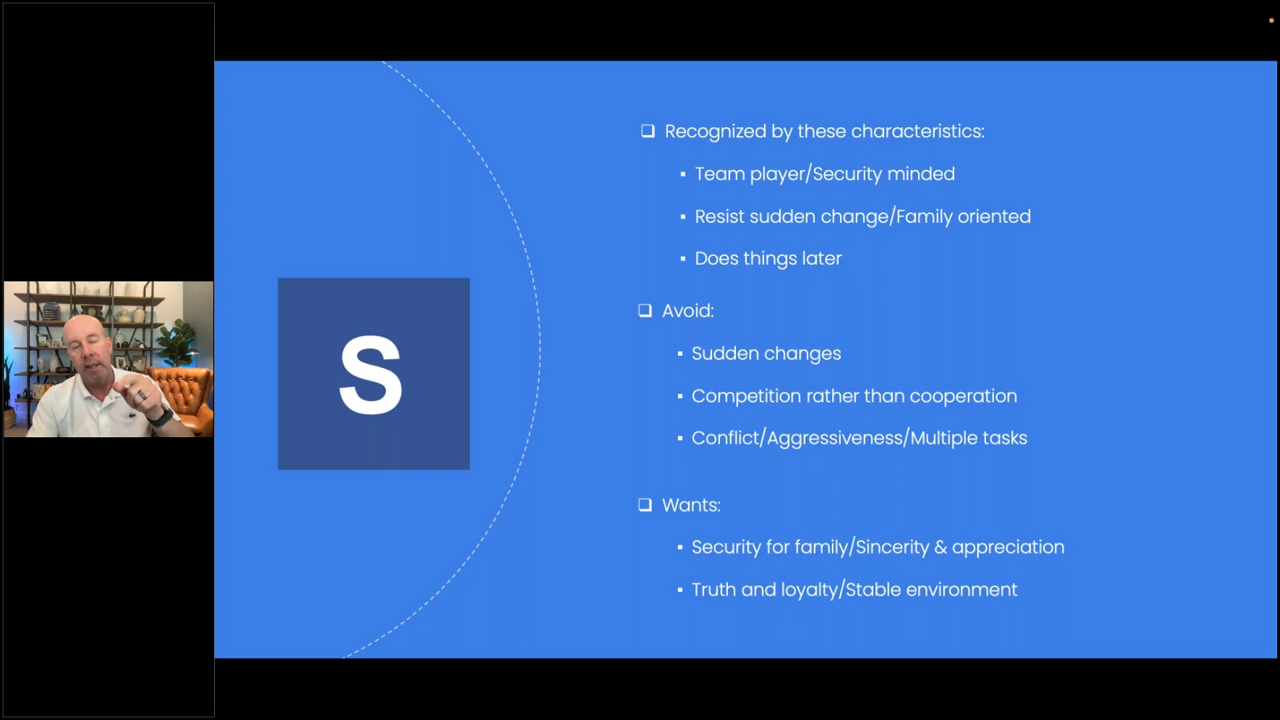 S
Recognized by these characteristics:
Team player/Security minded
Resist sudden change/Family oriented
Does things later
Avoid:
Sudden changes
Competition rather than cooperation
Conflict/Aggressiveness/Multiple tasks
Wants:
Security for family/Sincerity & appreciation
Truth and loyalty/Stable environment